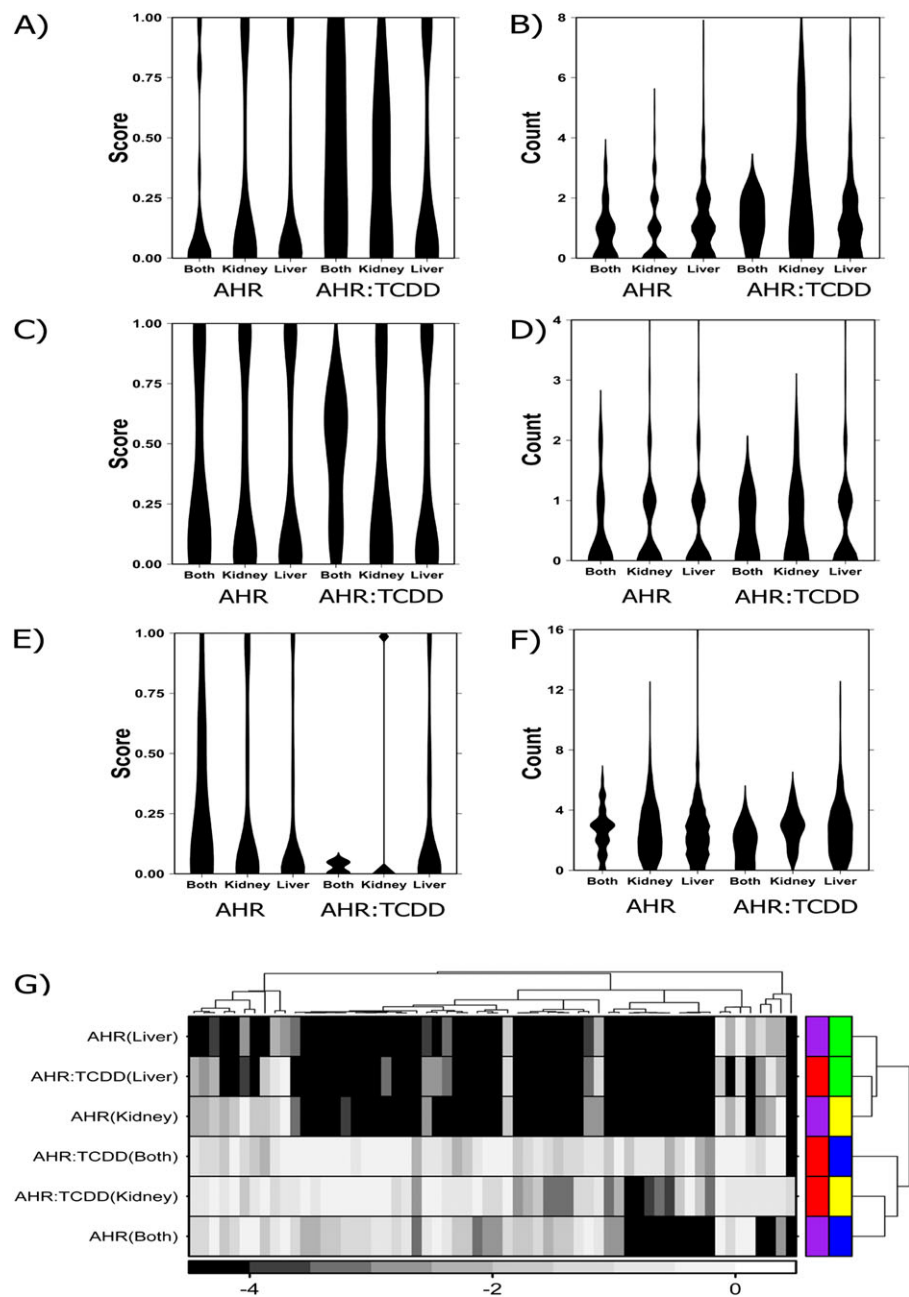 A)
1.00
0.75
0.50
0.25
0.00
Score
Both Kidney Liver Both Kidney Liver
AHR AHR:TCDD
B)
8
6
4
2
0
Count
Both Kidney Liver Both Kidney Liver
AHR AHR:TCDD
C)
1.00
0.75
0.50
0.25
0.00
Score
Both Kidney Liver Both Kidney Liver
AHR AHR:TCDD
D)
4
3
2
1
0
Count
Both Kidney Liver Both Kidney Liver
AHR AHR:TCDD
E)
1.00
0.75
0.50
0.25
0.00
Score
Both Kidney Liver Both Kidney Liver
AHR AHR:TCDD
F)
16
12
8
4
0
Count
Both Kidney Liver Both Kidney Liver
AHR AHR:TCDD
G)
AHR(Liver)
AHR:TCDD(Liver)
AHR(Kidney)
AHR:TCDD(Both)
AHR:TCDD(Kidney)
AHR(Both)
-4 -2 0